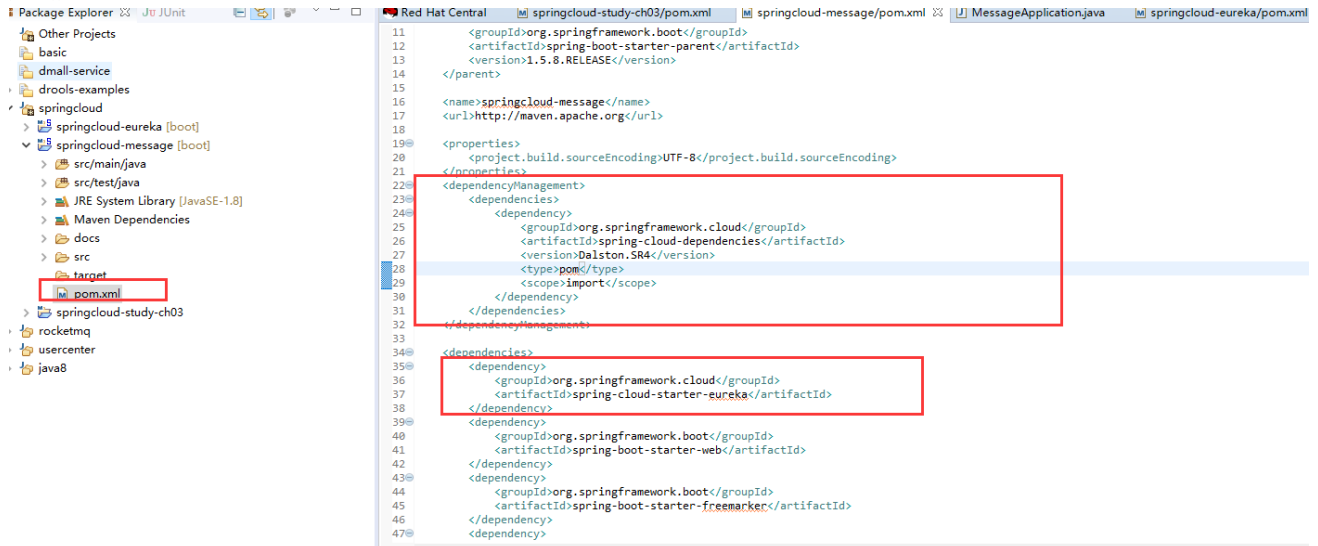 Package Explorer
JUnit
Other Projects
basic
dmall-service
drools-examples
springcloud
springcloud-eureka [boot]
springcloud-message [boot]
src/main/java
src/test/java
JRE System Library [JavaSE-1.8]
Maven Dependencies
docs
src
target
pom.xml
springcloud-study-ch03
rocketmq
usercenter
java8
Red Hat Central
springcloud-study-ch03/pom.xml
springcloud-message/pom.xml
MessageApplication.java
springcloud-eureka/pom.xml
11 <groupId>org.springframework.boot</groupId>
12 <artifactId>spring-boot-starter-parent</artifactId>
13 <version>1.5.8.RELEASE</version>
14 </parent>
15
16 <name>springcloud-message</name>
17 <url>http://maven.apache.org</url>
18
19 <properties>
20 <project.build.sourceEncoding>UTF-8</project.build.sourceEncoding>
21 </properties>
22 <dependencyManagement>
23 <dependencies>
24 <dependency>
25 <groupId>org.springframework.cloud</groupId>
26 <artifactId>spring-cloud-dependencies</artifactId>
27 <version>Dalston.SR4</version>
28 <type>pom</type>
29 <scope>import</scope>
30 </dependency>
31 </dependencies>
32 </dependencyManagement>
33
34 <dependencies>
35 <dependency>
36 <groupId>org.springframework.cloud</groupId>
37 <artifactId>spring-cloud-starter-eureka</artifactId>
38 </dependency>
39 <dependency>
40 <groupId>org.springframework.boot</groupId>
41 <artifactId>spring-boot-starter-web</artifactId>
42 </dependency>
43 <dependency>
44 <groupId>org.springframework.boot</groupId>
45 <artifactId>spring-boot-starter-freemarker</artifactId>
46 </dependency>
47 <dependency>